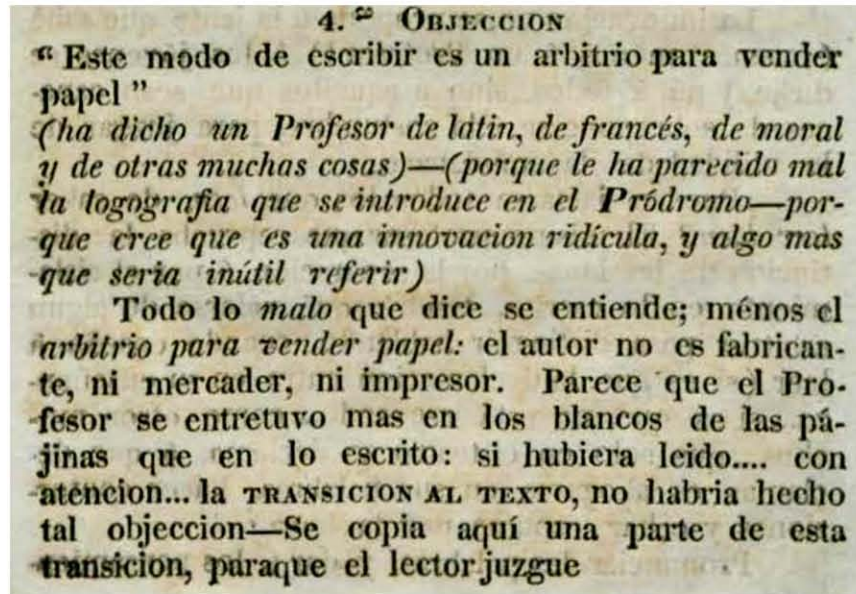 4.ª OBJECCION
“Este modo de escribir es un arbitrio para vender
papel”
(ha dicho un Profesor de latin, de francés, de moral
y de otras muchas cosas)—(porque le ha parecido mal
la togografia que se introduce en el Pródromo—por-
que cree que es una innovacion ridícula, y algo mas
que seria inútil referir)
Todo lo malo que dice se entiende; ménos el
arbitrio para vender papel: el autor no es fabrican-
te, ni mercader, ni impresor. Parece que el Pro-
fesor se entretuvo mas en los blancos de las pá-
jinas que en lo escrito: si hubiera leido.... con
atencion... la TRANSICION AL TEXTO, no habria hecho
tal objeccion—Se copia aquí una parte de esta
transicion, paraque el lector juzgue